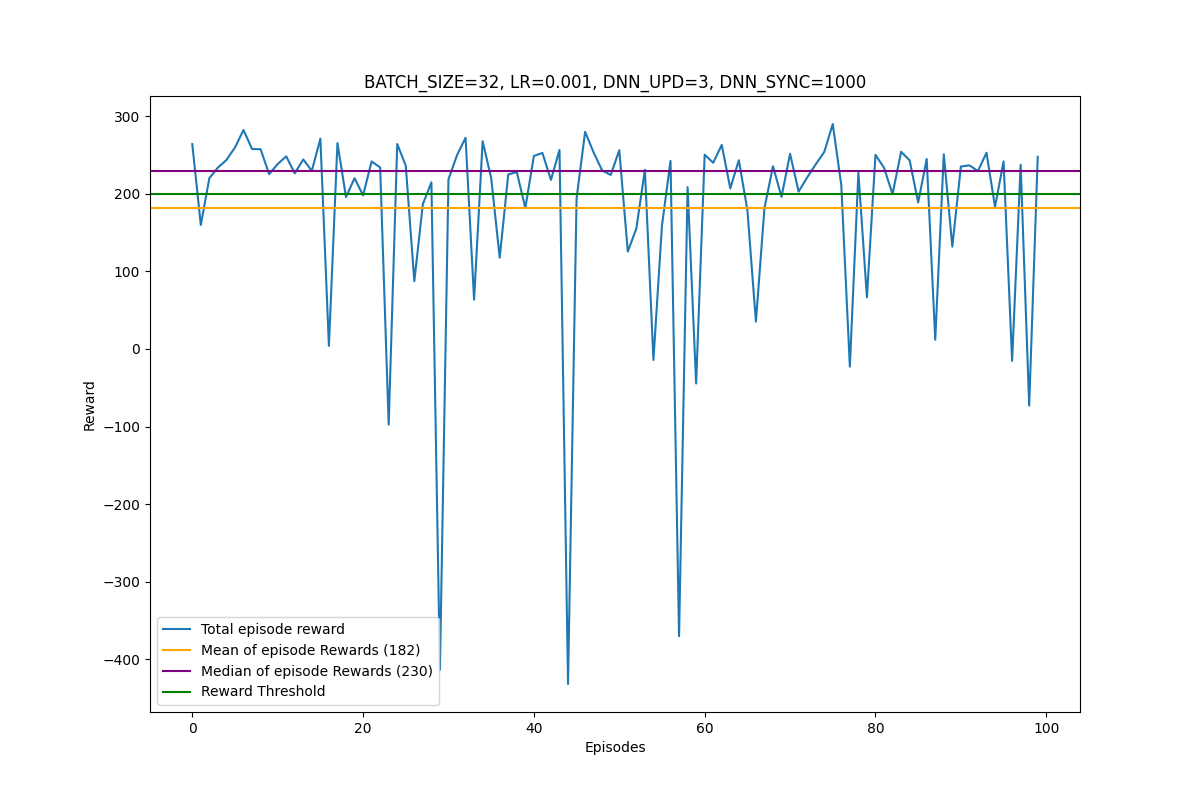 BATCH_SIZE=32, LR=0.001, DNN_UPD=3, DNN_SYNC=1000
300
200
100
0
−100
−200
−300
−400
Reward
Total episode reward
Mean of episode Rewards (182)
Median of episode Rewards (230)
Reward Threshold
0 20 40 60 80 100
Episodes